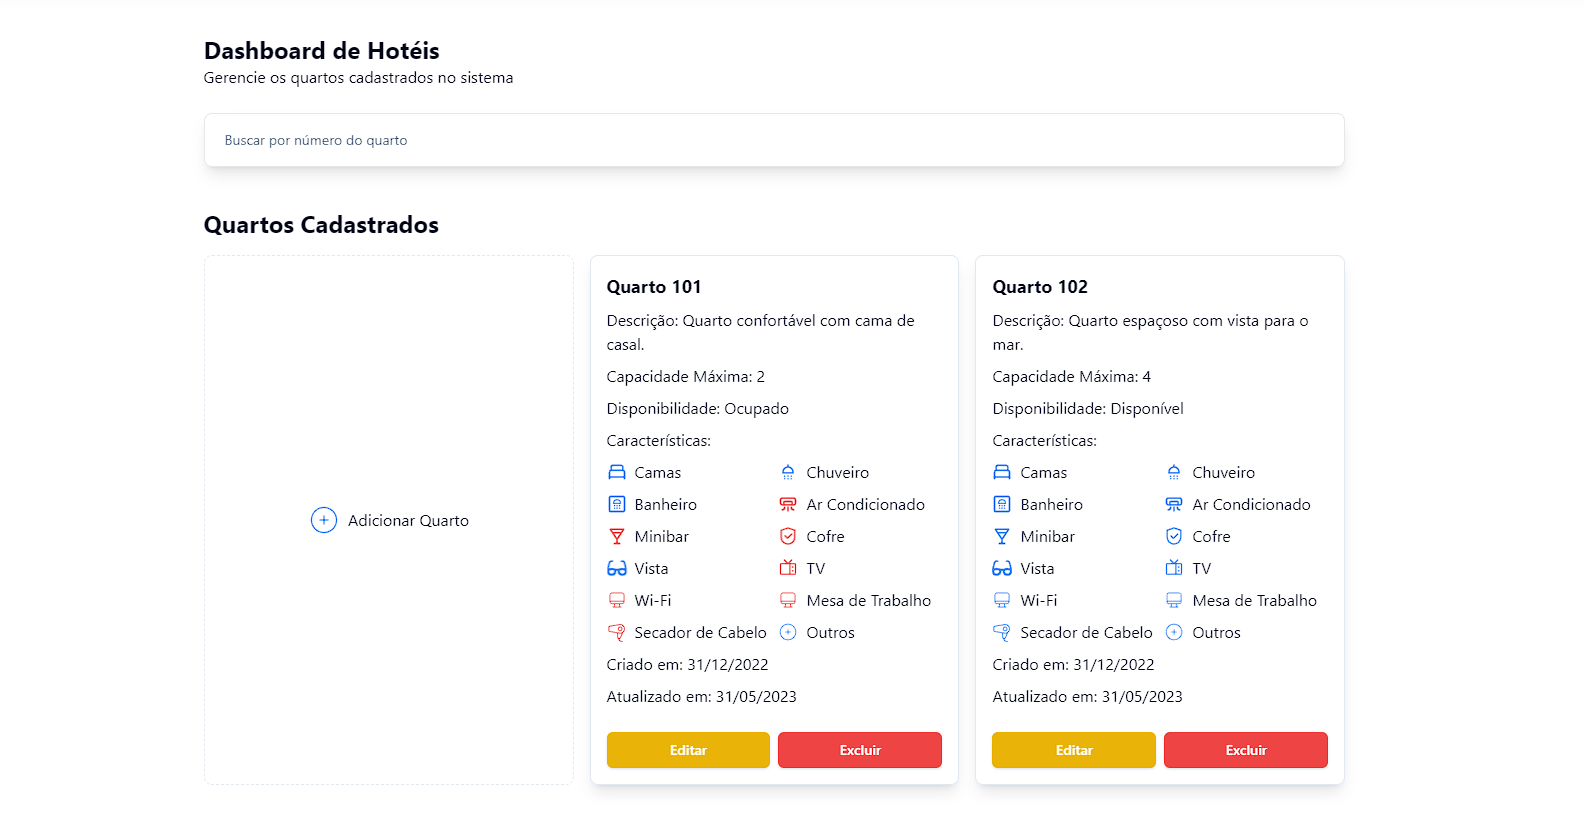 Dashboard de Hotéis
Gerencie os quartos cadastrados no sistema
Buscar por número do quarto
Quartos Cadastrados
Adicionar Quarto
Quarto 101
Descrição: Quarto confortável com cama de
casal.
Capacidade Máxima: 2
Disponibilidade: Ocupado
Características:
Camas
Chuveiro
Banheiro
Ar Condicionado
Minibar
Cofre
Vista
TV
Wi-Fi
Mesa de Trabalho
Secador de Cabelo
Outros
Criado em: 31/12/2022
Atualizado em: 31/05/2023
Editar
Excluir
Quarto 102
Descrição: Quarto espaçoso com vista para o
mar.
Capacidade Máxima: 4
Disponibilidade: Disponível
Características:
Camas
Chuveiro
Banheiro
Ar Condicionado
Minibar
Cofre
Vista
TV
Wi-Fi
Mesa de Trabalho
Secador de Cabelo
Outros
Criado em: 31/12/2022
Atualizado em: 31/05/2023
Editar
Excluir